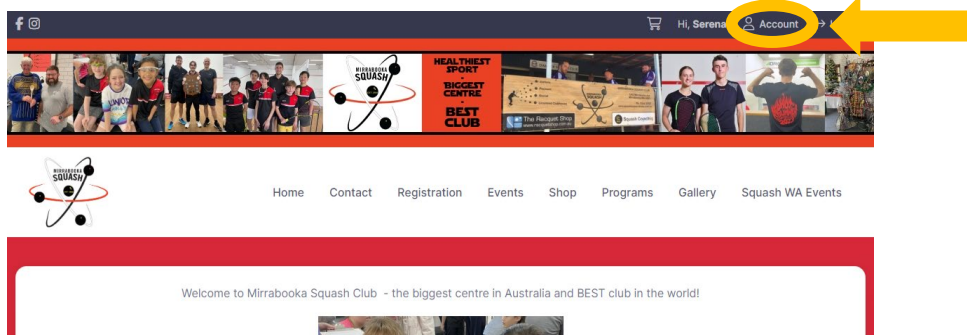 Hi, Serena Account
MIRRABOOKA
SQUASH
HEALTHIEST
SPORT
-
BIGGEST
CENTRE
-
BEST
CLUB
The Racquet Shop
MIRRABOOKA
SQUASH
Home Contact Registration Events Shop Programs Gallery Squash WA Events
Welcome to Mirrabooka Squash Club - the biggest centre in Australia and BEST club in the world!